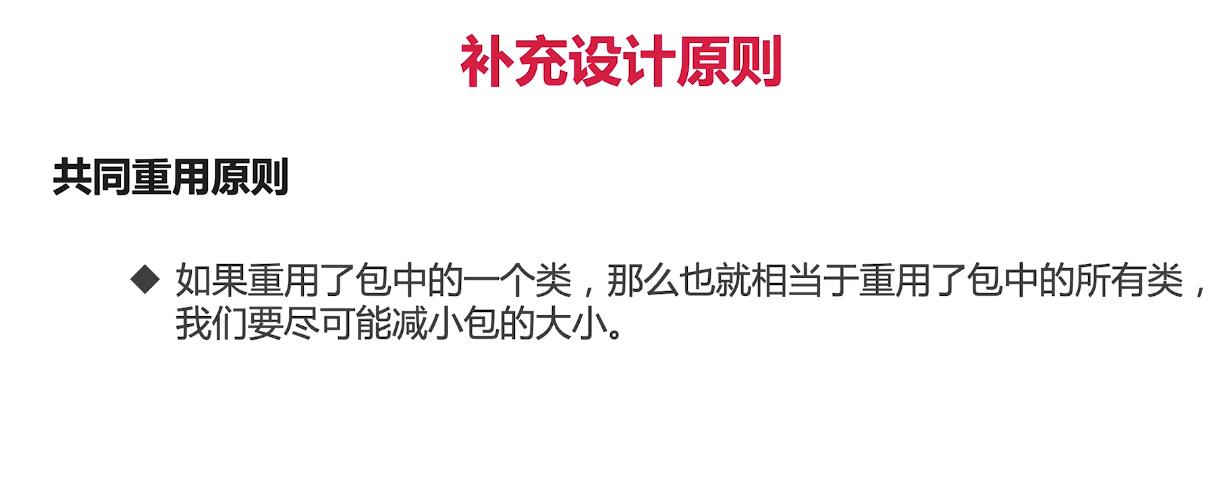 补充设计原则
共同重用原则
◆ 如果重用了包中的一个类，那么也就相当于重用了包中的所有类，
我们要尽可能减小包的大小。